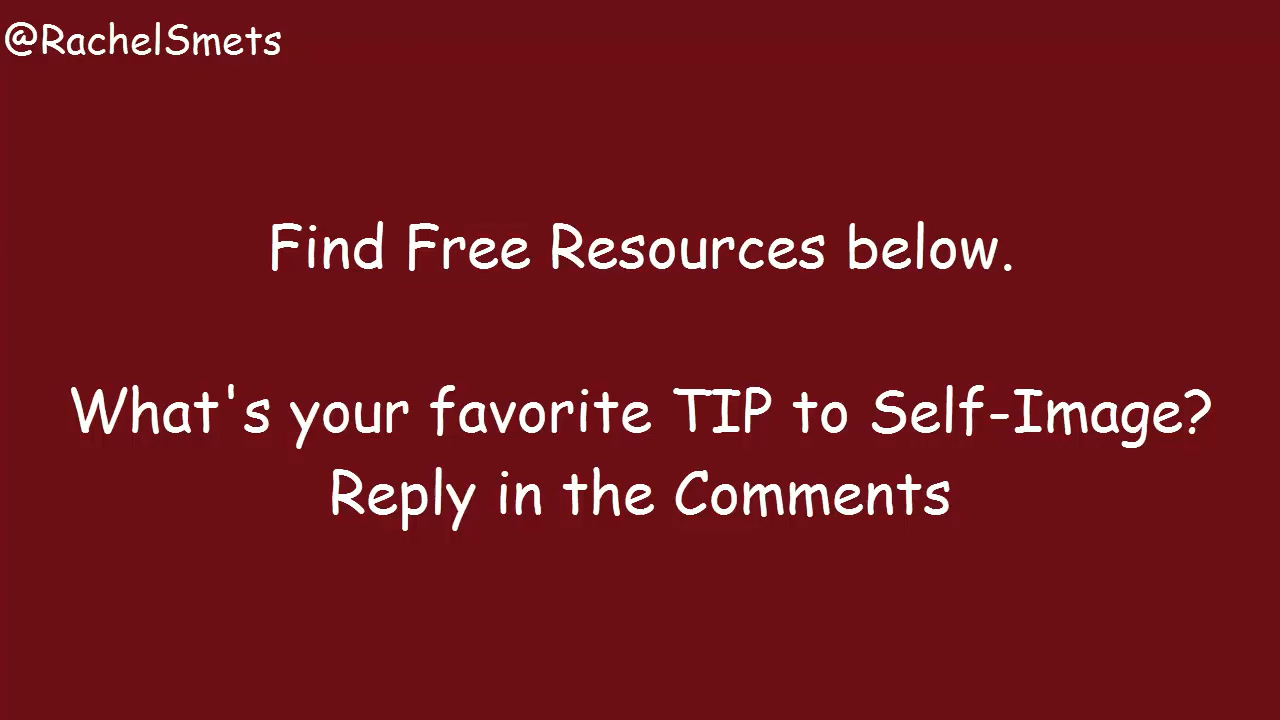 @RachelSmets
Find Free Resources below.
What's your favorite TIP to Self-Image?
Reply in the Comments